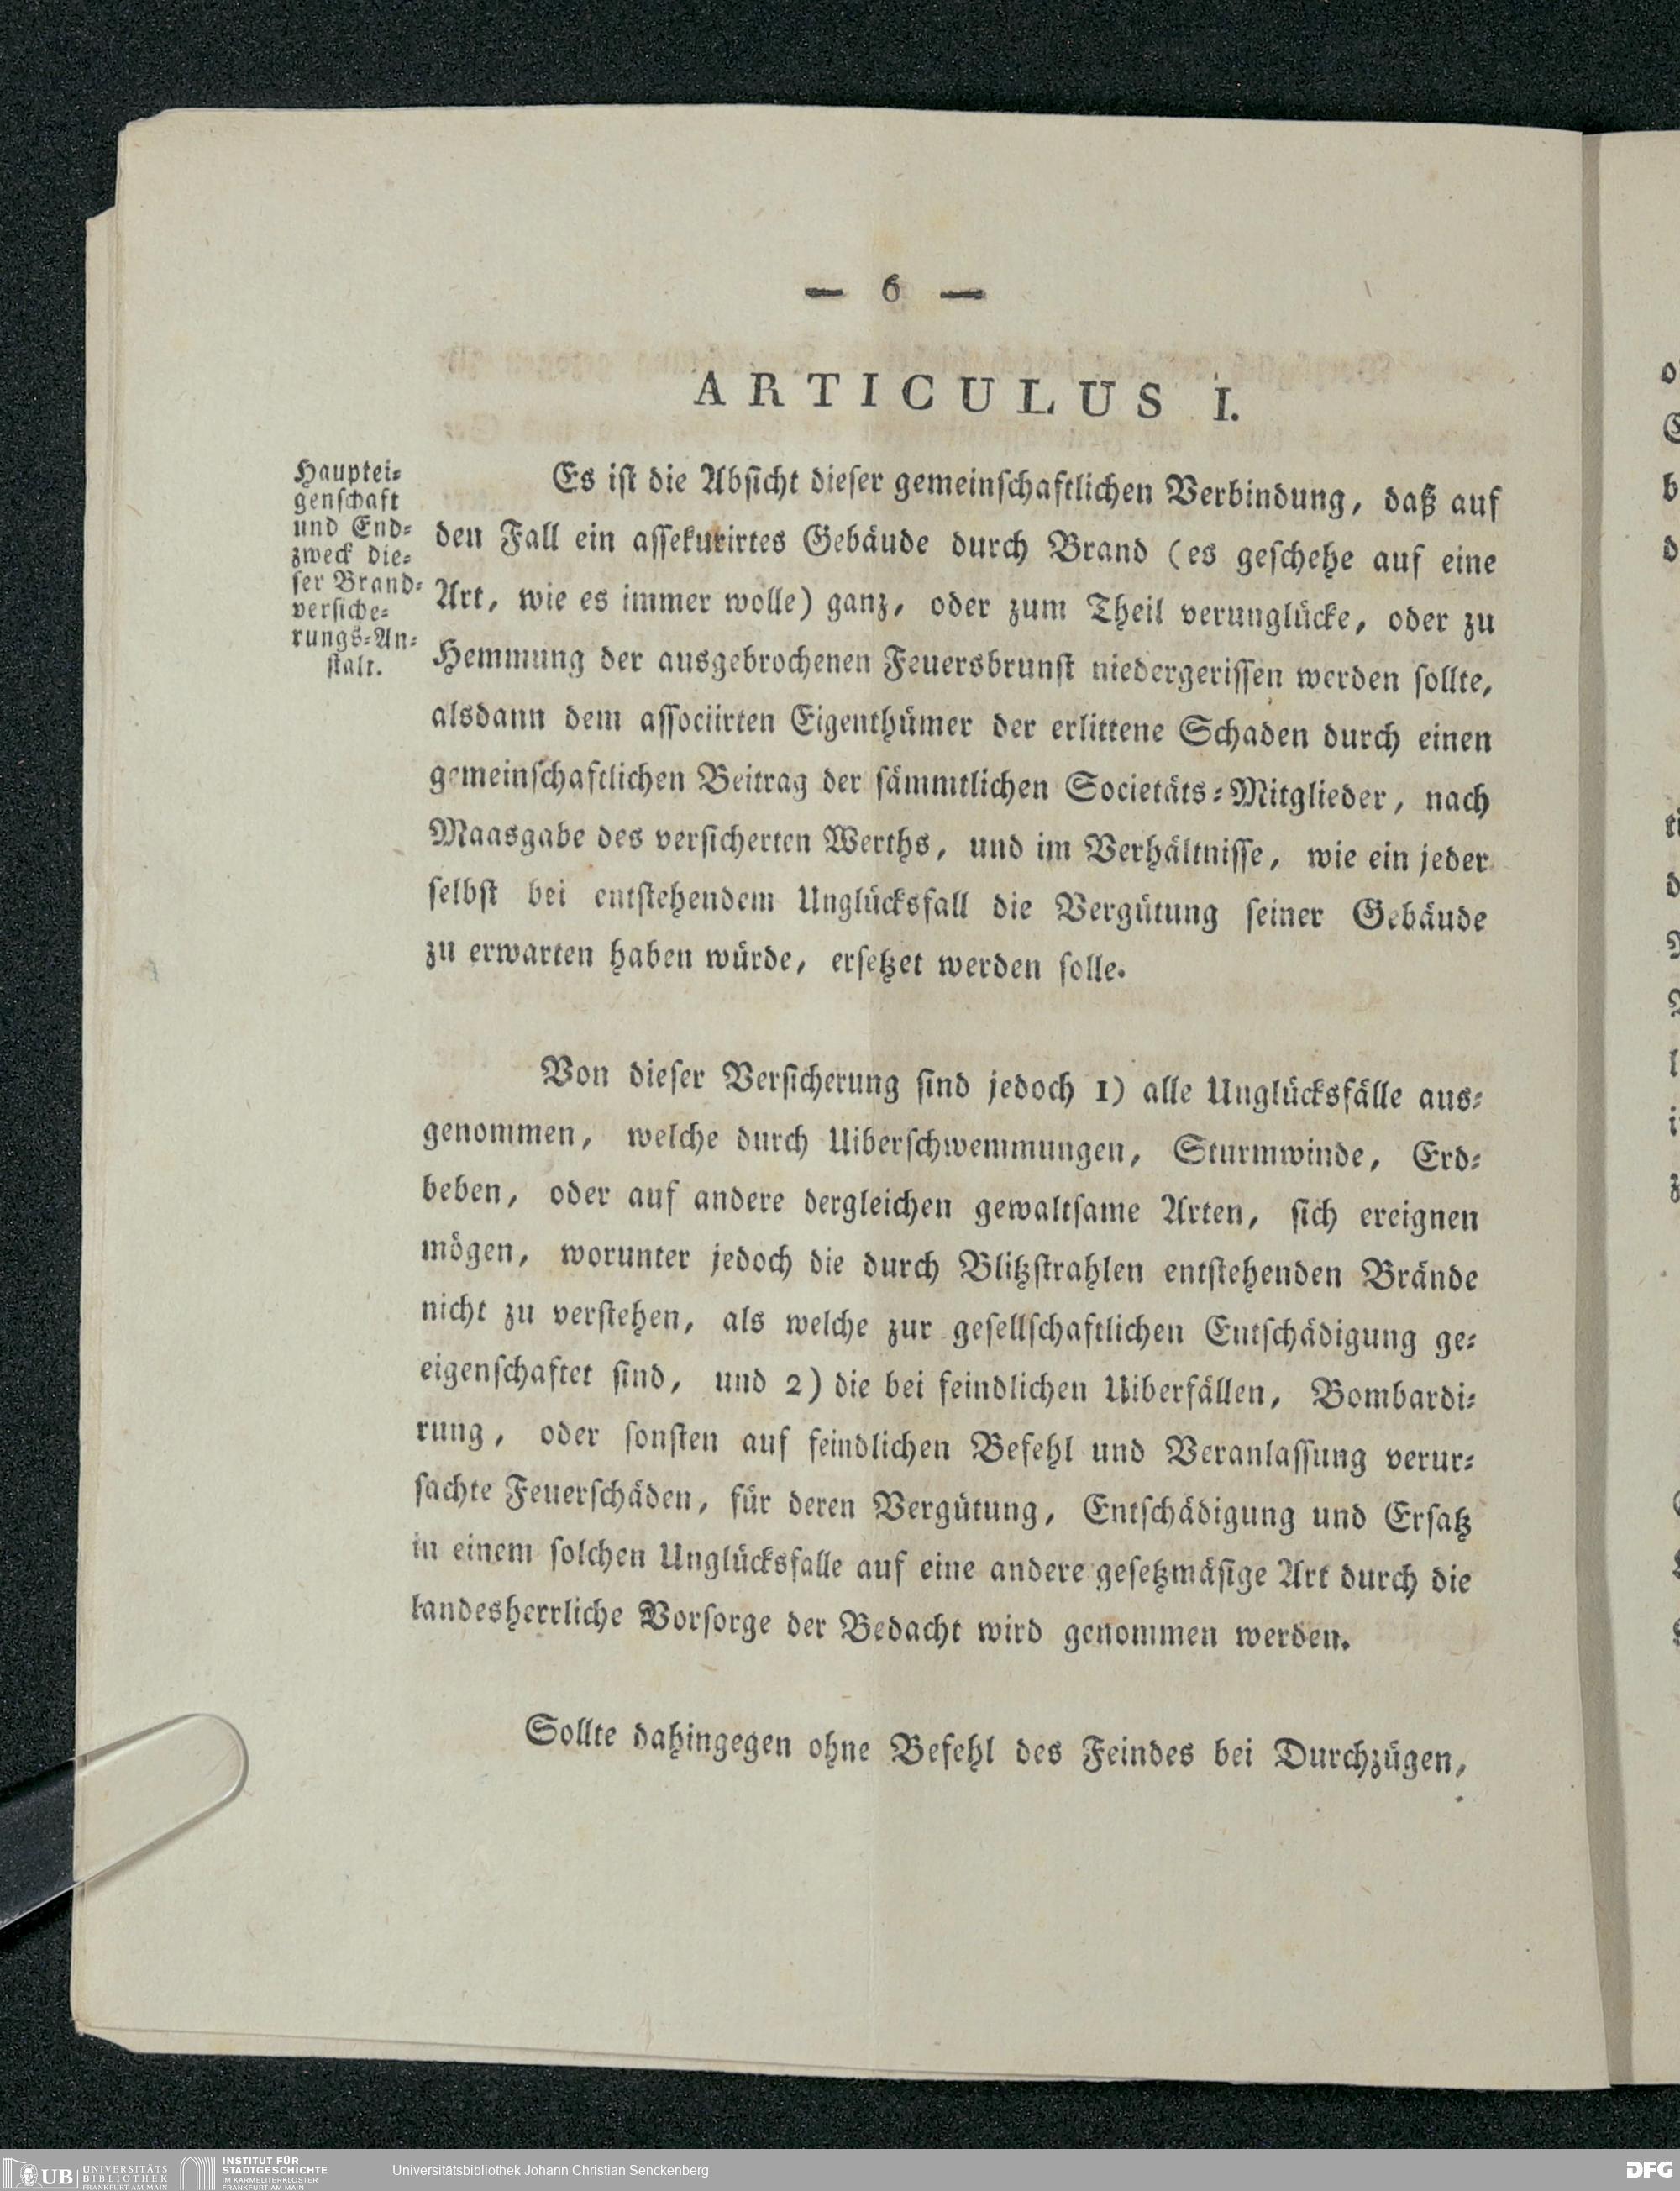 — 6 —
ARTICULUS I.
Hauptei=
genſchaft
und End=
zweck die=
ſer Brand=
verſiche=
rungs=An=
ſtalt.
Es iſt die Abſicht dieſer gemeinſchaftlichen Verbindung, daß auf
den Fall ein aſſekurirtes Gebäude durch Brand (es geſchehe auf eine
Art, wie es immer wolle) ganz, oder zum Theil verunglücke, oder zu
Hemmung der ausgebrochenen Feuersbrunſt niedergeriſſen werden ſollte,
alsdann dem aſſociirten Eigenthümer der erlittene Schaden durch einen
gemeinſchaftlichen Beitrag der ſämmtlichen Societäts=Mitglieder, nach
Maasgabe des verſicherten Werths, und im Verhältniſſe, wie ein jeder
ſelbſt bei entſtehendem Unglücksfall die Vergütung ſeiner Gebäude
zu erwarten haben würde, erſetzet werden ſolle.
Von dieſer Verſicherung ſind jedoch 1) alle Unglücksfälle aus=
genommen, welche durch Uiberſchwemmungen, Sturmwinde, Erd=
beben, oder auf andere dergleichen gewaltſame Arten, ſich ereignen
mögen, worunter jedoch die durch Blitzſtrahlen entſtehenden Brände
nicht zu verſtehen, als welche zur geſellſchaftlichen Entſchädigung ge=
eigenſchaftet ſind, und 2) die bei feindlichen Uiberfällen, Bombardi=
rung, oder ſonſten auf feindlichen Befehl und Veranlaſſung verur=
ſachte Feuerſchäden, für deren Vergütung, Entſchädigung und Erſatz
in einem ſolchen Unglücksfalle auf eine andere geſetzmäſige Art durch die
landesherrliche Vorſorge der Bedacht wird genommen werden.
Sollte dahingegen ohne Befehl des Feindes bei Durchzügen,
UB UNIVERSITÄTS
BIBLIOTHEK
FRANKFURT AM MAIN
INSTITUT FÜR
STADTGESCHICHTE
IM KARMELITERKLOSTER
FRANKFURT AM MAIN
Universitätsbibliothek Johann Christian Senckenberg
DFG